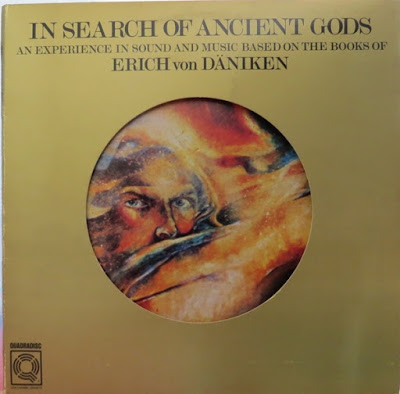 IN SEARCH OF ANCIENT GODS
AN EXPERIENCE IN SOUND AND MUSIC BASED ON THE BOOKS OF
ERICH von DÄNIKEN
QUADRADISC